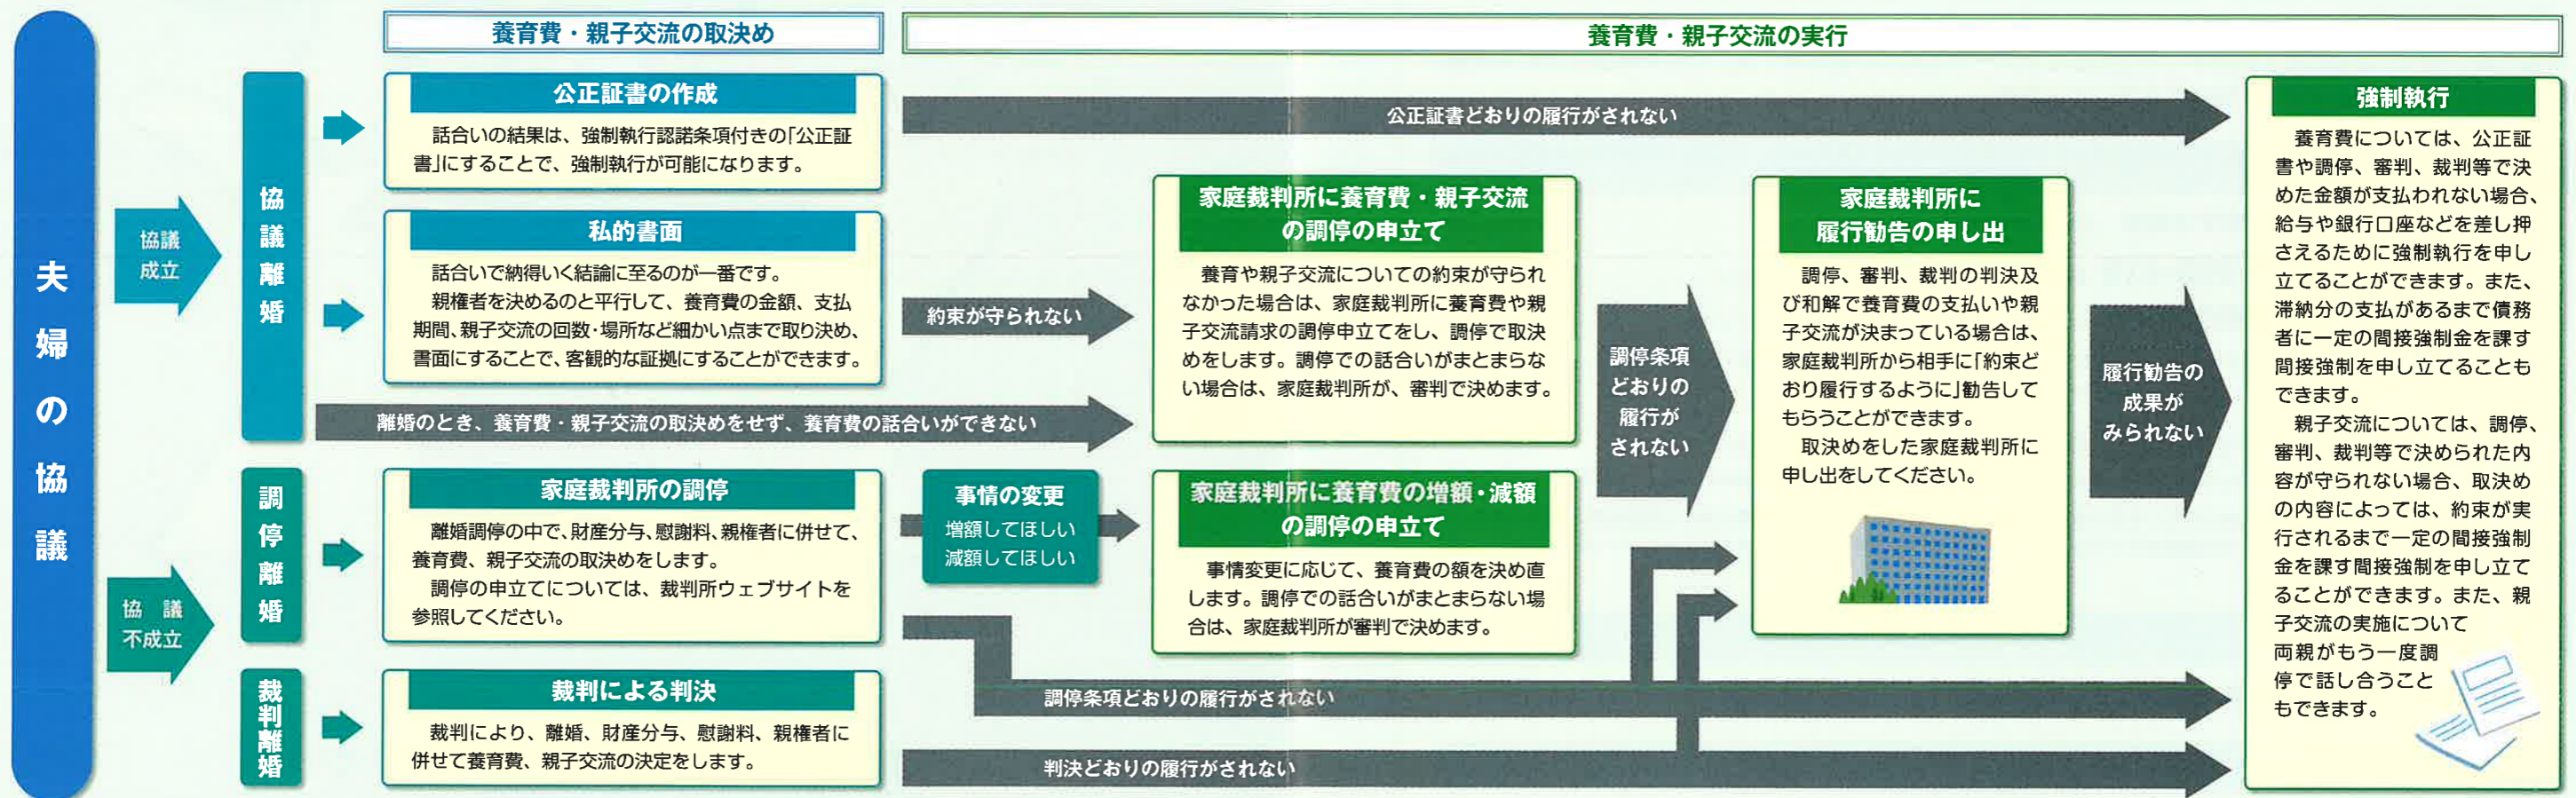 養育費・親子交流の取決め
養育費・親子交流の実行
夫婦の協議
協議
成立
協議離婚
公正証書の作成
話合いの結果は、強制執行認諾条項付きの「公正証
書」にすることで、強制執行が可能になります。
公正証書どおりの履行がされない
私的書面
話合いで納得いく結論に至るのが一番です。
親権者を決めるのと平行して、養育費の金額、支払
期間、親子交流の回数・場所など細かい点まで取り決め、
書面にすることで、客観的な証拠にすることができます。
約束が守られない
離婚のとき、養育費・親子交流の取決めをせず、養育費の話合いができない
家庭裁判所に養育費・親子交流
の調停の申立て
養育や親子交流についての約束が守られ
なかった場合は、家庭裁判所に養育費や親
子交流請求の調停申立てをし、調停で取決
めをします。調停での話合いがまとまらな
い場合は、家庭裁判所が、審判で決めます。
調停条項
どおりの
履行が
されない
家庭裁判所に
履行勧告の申し出
調停、審判、裁判の判決及
び和解で養育費の支払いや親
子交流が決まっている場合は、
家庭裁判所から相手に「約束ど
おり履行するように」勧告して
もらうことができます。
取決めをした家庭裁判所に
申し出をしてください。
履行勧告の
成果が
みられない
協議
不成立
調停離婚
家庭裁判所の調停
離婚調停の中で、財産分与、慰謝料、親権者に併せて、
養育費、親子交流の取決めをします。
調停の申立てについては、裁判所ウェブサイトを
参照してください。
事情の変更
増額してほしい
減額してほしい
家庭裁判所に養育費の増額・減額
の調停の申立て
事情変更に応じて、養育費の額を決め直
します。調停での話合いがまとまらない場
合は、家庭裁判所が審判で決めます。
調停条項どおりの履行がされない
裁判離婚
裁判による判決
裁判により、離婚、財産分与、慰謝料、親権者に
併せて養育費、親子交流の決定をします。
判決どおりの履行がされない
強制執行
養育費については、公正証
書や調停、審判、裁判等で決
めた金額が支払われない場合、
給与や銀行口座などを差し押
さえるために強制執行を申し
立てることができます。また、
滞納分の支払があるまで債務
者に一定の間接強制金を課す
間接強制を申し立てることも
できます。
親子交流については、調停、
審判、裁判等で決められた内
容が守られない場合、取決め
の内容によっては、約束が実
行されるまで一定の間接強制
金を課す間接強制を申し立て
ることができます。また、親
子交流の実施について
両親がもう一度調
停で話し合うこと
もできます。